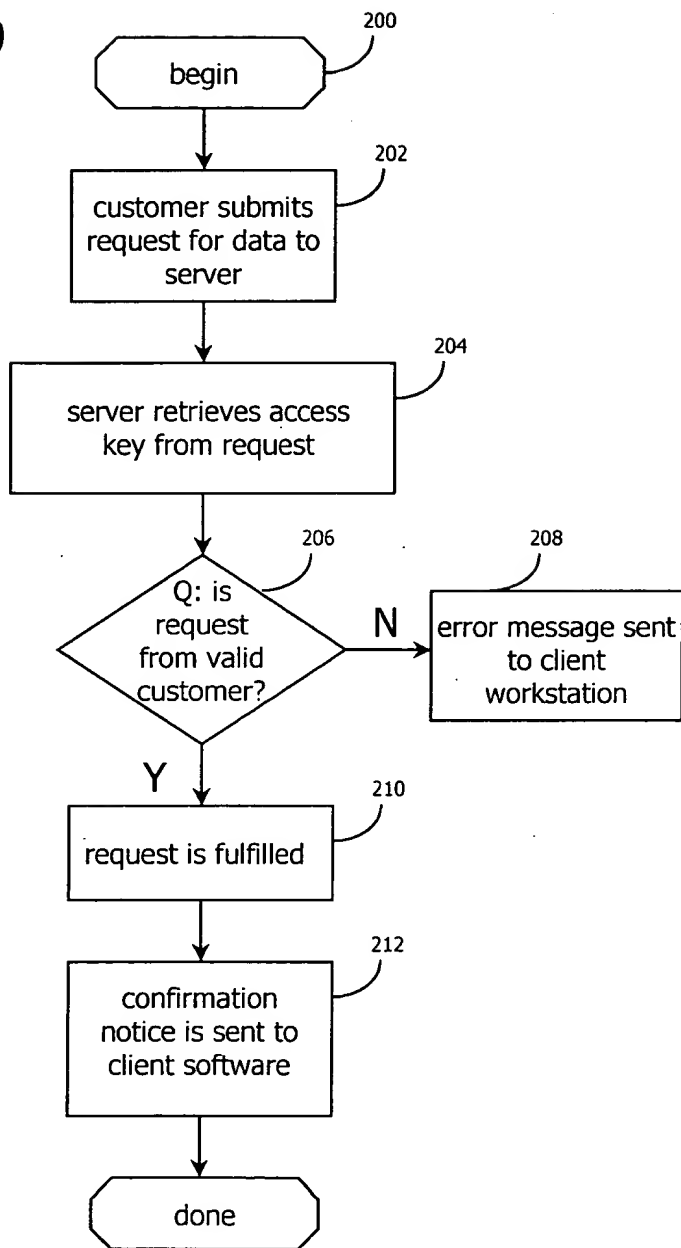 200
begin
202
customer submits
request for data to
server
204
server retrieves access
key from request
206
208
Q: is
request
from valid
customer?
N
error message sent
to client
workstation
Y
210
request is fulfilled
212
confirmation
notice is sent to
client software
done